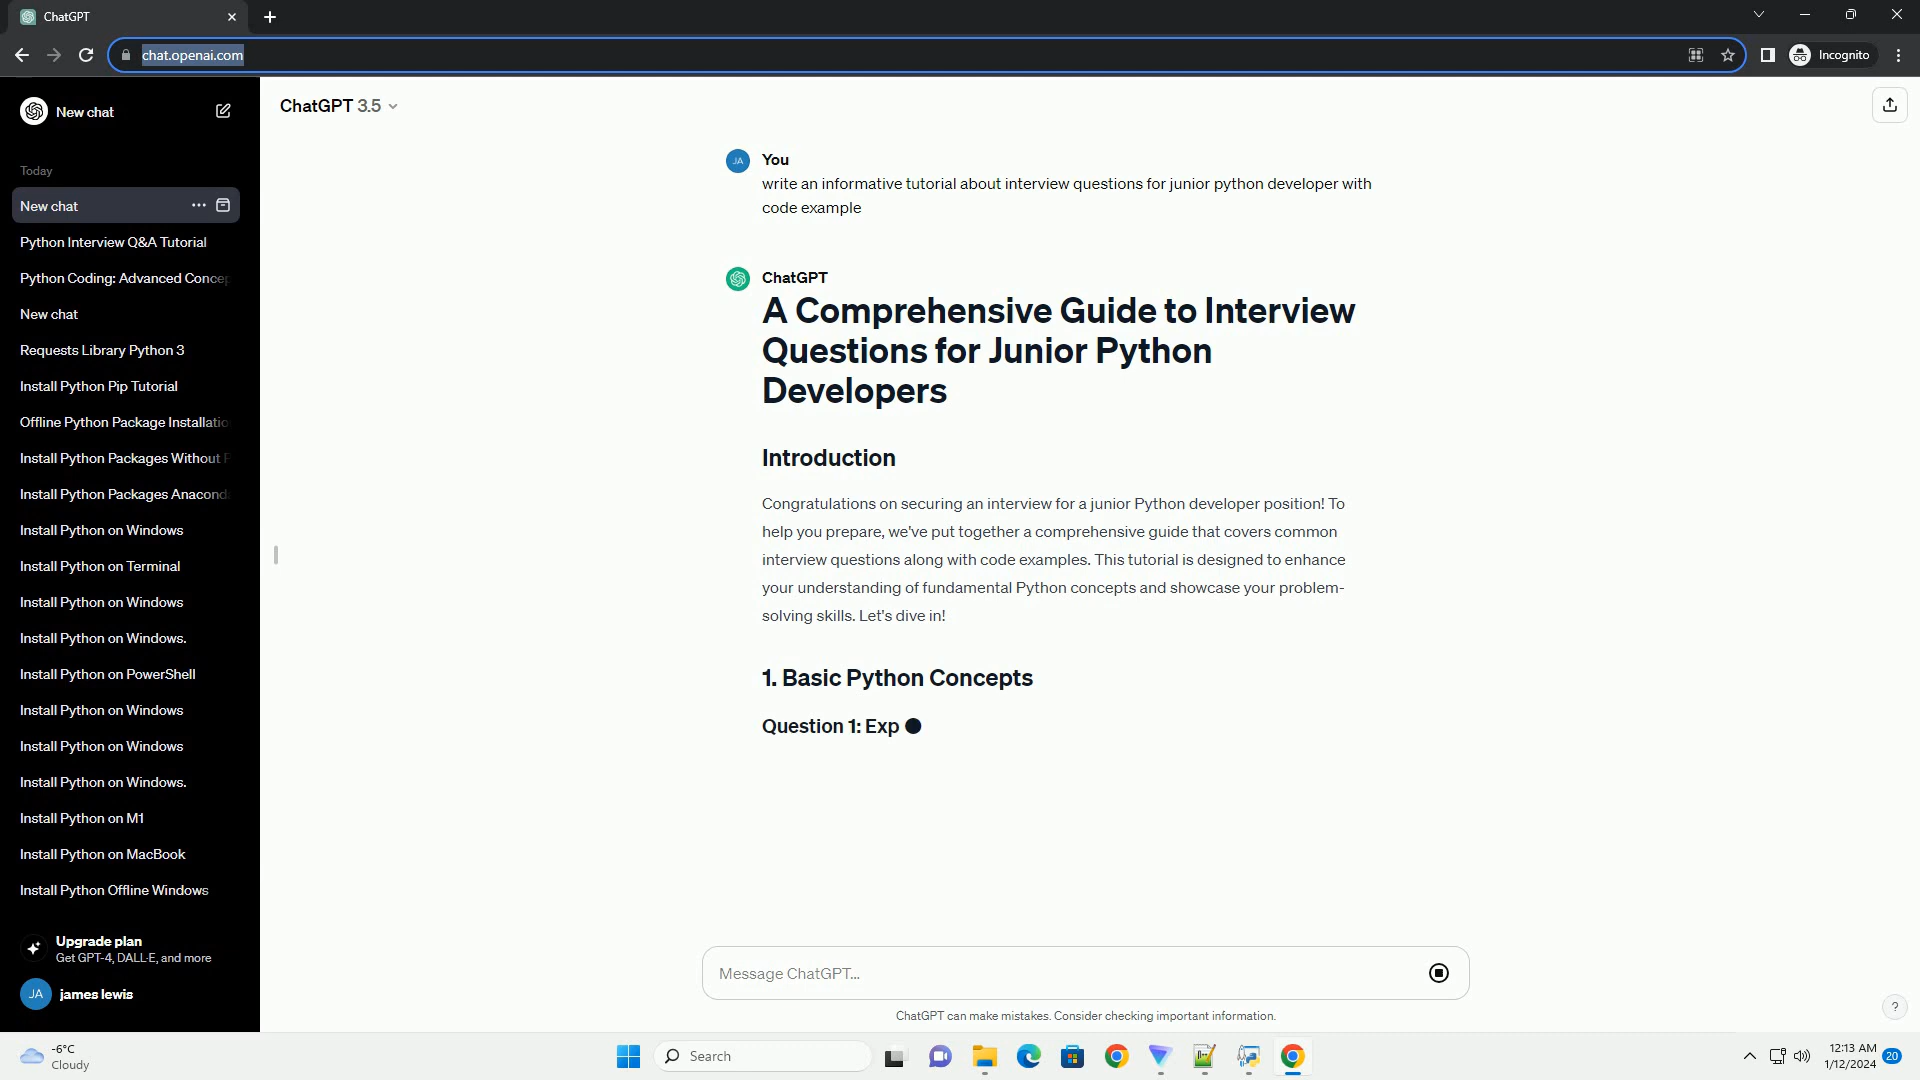 ChatGPT
chat.openai.com
Incognito
New chat
Today
New chat
Python Interview Q&A Tutorial
Python Coding: Advanced Concep
New chat
Requests Library Python 3
Install Python Pip Tutorial
Offline Python Package Installatio
Install Python Packages Without P
Install Python Packages Anaconda
Install Python on Windows
Install Python on Terminal
Install Python on Windows
Install Python on Windows.
Install Python on PowerShell
Install Python on Windows
Install Python on Windows
Install Python on Windows.
Install Python on M1
Install Python on MacBook
Install Python Offline Windows
Upgrade plan
Get GPT-4, DALL·E, and more
JA james lewis
ChatGPT 3.5
JA You
write an informative tutorial about interview questions for junior python developer with
code example
ChatGPT
A Comprehensive Guide to Interview
Questions for Junior Python
Developers
Introduction
Congratulations on securing an interview for a junior Python developer position! To
help you prepare, we've put together a comprehensive guide that covers common
interview questions along with code examples. This tutorial is designed to enhance
your understanding of fundamental Python concepts and showcase your problem-
solving skills. Let's dive in!
1. Basic Python Concepts
Question 1: Exp
Message ChatGPT...
ChatGPT can make mistakes. Consider checking important information.
?
-6°C
Cloudy
Search
12:13 AM
1/12/2024
20